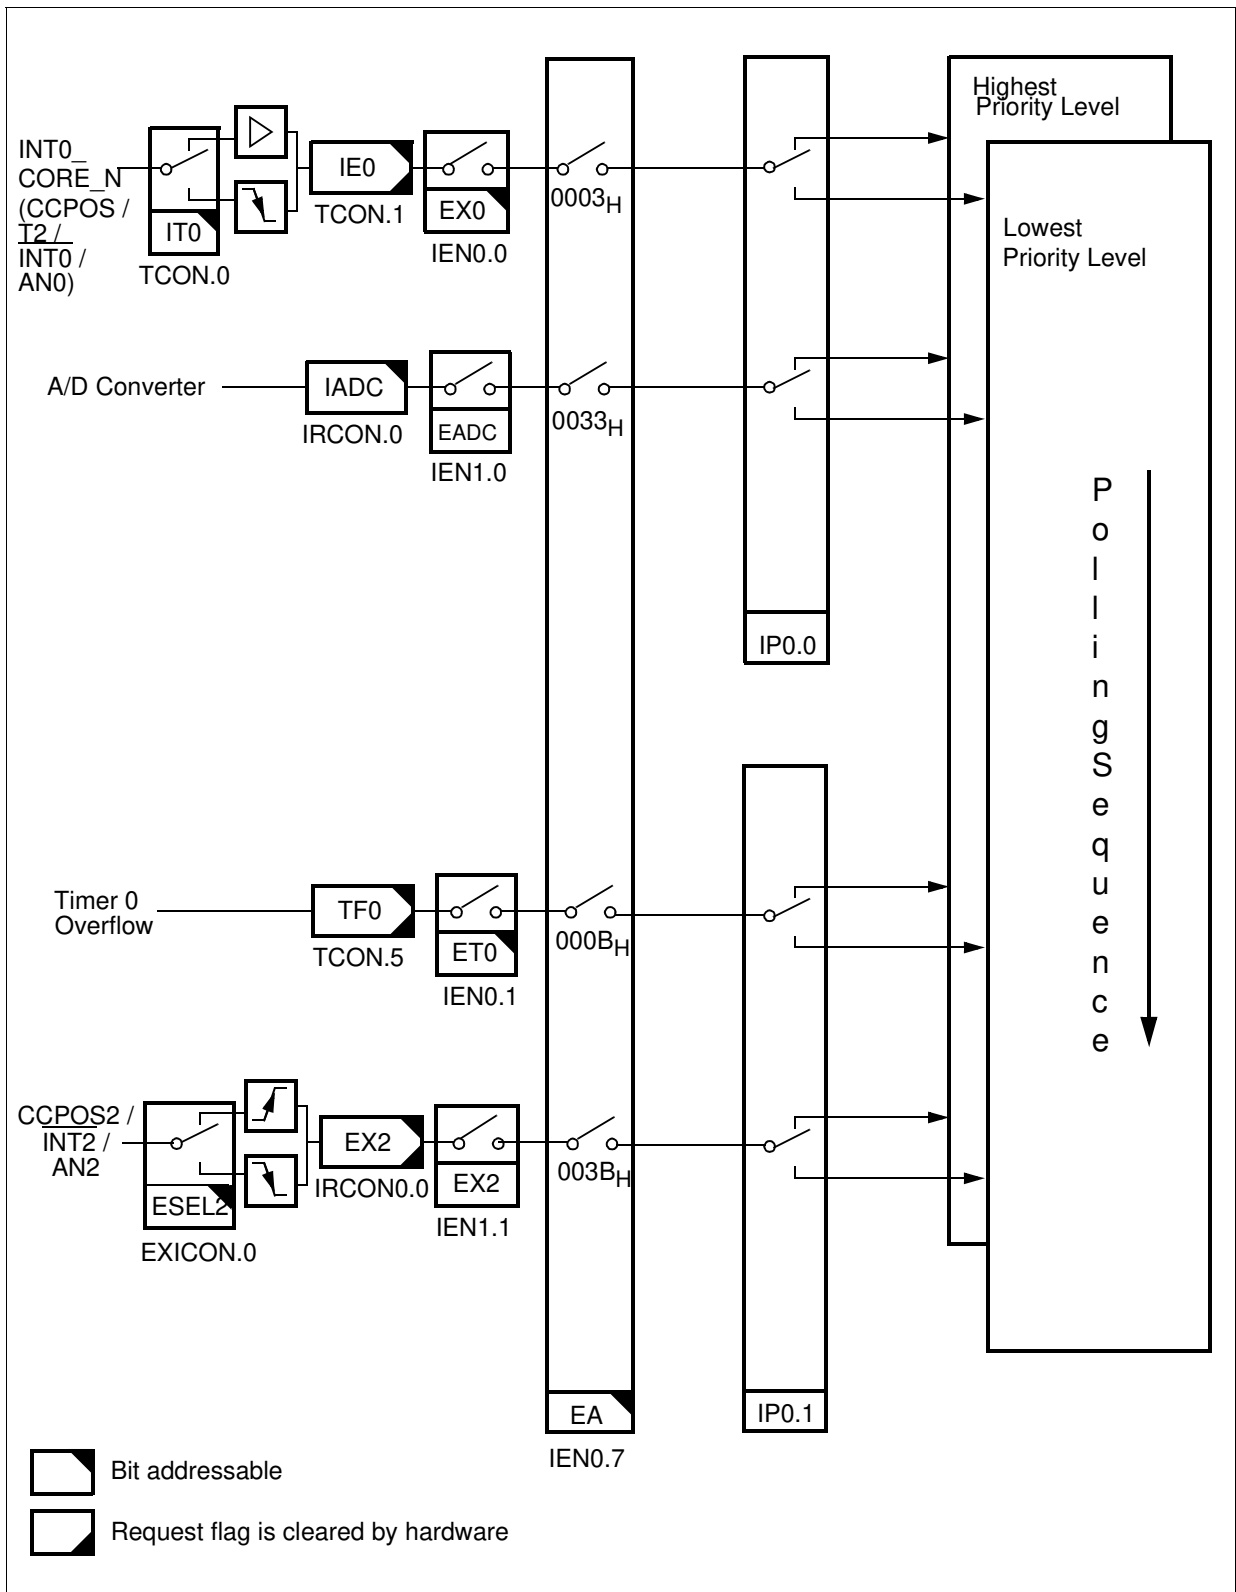 Highest
Priority Level
INT0_
CORE_N
(CCPOS /
T2 /
INT0 /
AN0)
IT0
TCON.0
IE0
TCON.1
EX0
IEN0.0
0003H
Lowest
Priority Level
A/D Converter
IADC
IRCON.0
EADC
IEN1.0
0033H
IP0.0
Polling Sequence
Timer 0
Overflow
TF0
TCON.5
ET0
IEN0.1
000BH
CCPOS2 /
INT2 /
AN2
ESEL2
EXICON.0
EX2
IRCON0.0
EX2
IEN1.1
003BH
EA
IEN0.7
IP0.1
Bit addressable
Request flag is cleared by hardware